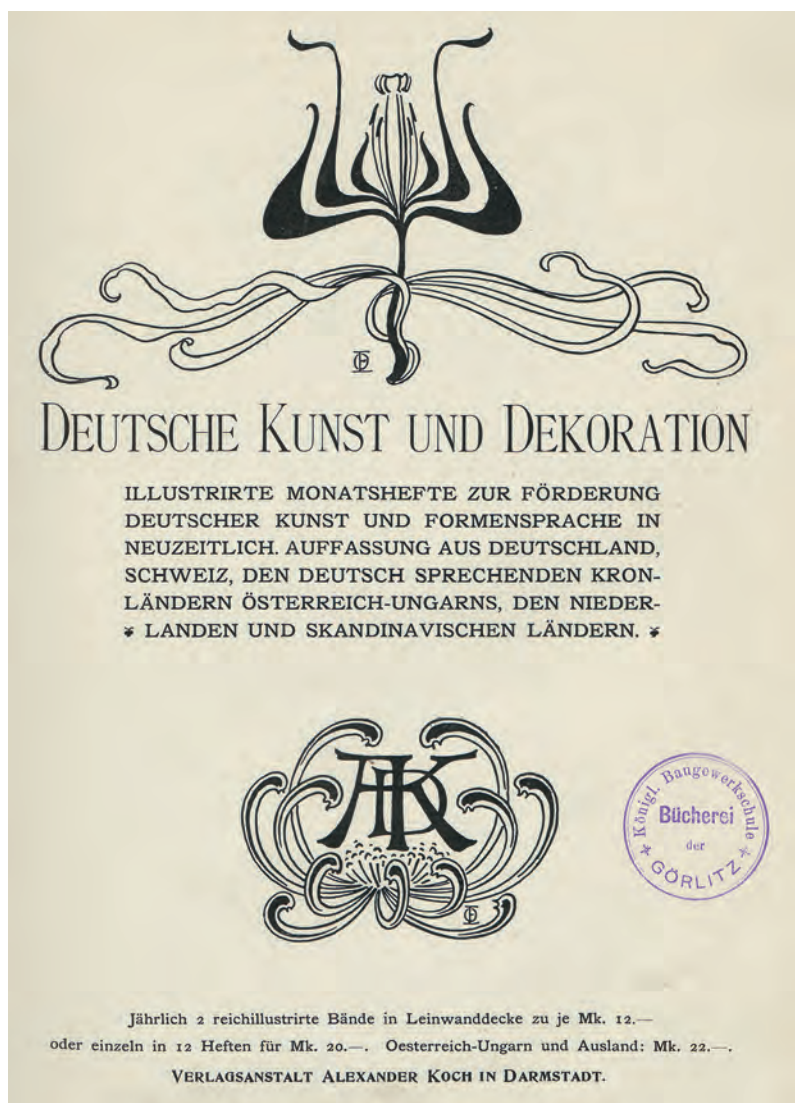 DEUTSCHE KUNST UND DEKORATION
ILLUSTRIRTE MONATSHEFTE ZUR FÖRDERUNG
DEUTSCHER KUNST UND FORMENSPRACHE IN
NEUZEITLICH. AUFFASSUNG AUS DEUTSCHLAND,
SCHWEIZ, DEN DEUTSCH SPRECHENDEN KRON-
LÄNDERN ÖSTERREICH-UNGARNS, DEN NIEDER-
LANDEN UND SKANDINAVISCHEN LÄNDERN.
Königl. Baugewerkschule
Bücherei
der
GÖRLITZ
Jährlich 2 reichillustrirte Bände in Leinwanddecke zu je Mk. 12.—
oder einzeln in 12 Heften für Mk. 20.—. Oesterreich-Ungarn und Ausland: Mk. 22.—.
VERLAGSANSTALT ALEXANDER KOCH IN DARMSTADT.